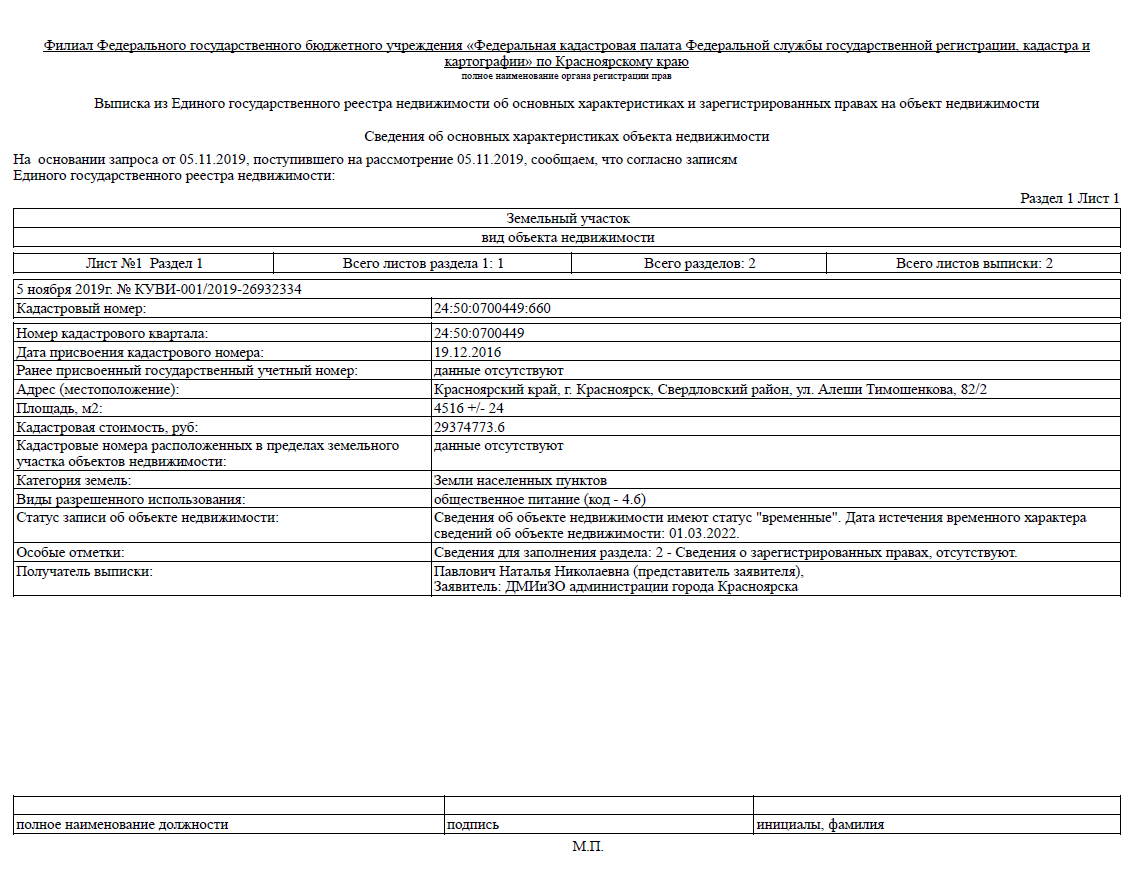 Филиал Федерального государственного бюджетного учреждения «Федеральная кадастровая палата Федеральной службы государственной регистрации, кадастра и
картографии» по Красноярскому краю
полное наименование органа регистрации прав
Выписка из Единого государственного реестра недвижимости об основных характеристиках и зарегистрированных правах на объект недвижимости
Сведения об основных характеристиках объекта недвижимости
На основании запроса от 05.11.2019, поступившего на рассмотрение 05.11.2019, сообщаем, что согласно записям
Единого государственного реестра недвижимости:
Раздел 1 Лист 1
Земельный участок
вид объекта недвижимости
Лист №1 Раздел 1 Всего листов раздела 1: 1 Всего разделов: 2 Всего листов выписки: 2
5 ноября 2019г. № КУВИ-001/2019-26932334
Кадастровый номер: 24:50:0700449:660
Номер кадастрового квартала: 24:50:0700449
Дата присвоения кадастрового номера: 19.12.2016
Ранее присвоенный государственный учетный номер: данные отсутствуют
Адрес (местоположение): Красноярский край, г. Красноярск, Свердловский район, ул. Алеши Тимошенкова, 82/2
Площадь, м2: 4516 +/- 24
Кадастровая стоимость, руб: 29374773.6
Кадастровые номера расположенных в пределах земельного данные отсутствуют
участка объектов недвижимости:
Категория земель: Земли населенных пунктов
Виды разрешенного использования: общественное питание (код - 4.6)
Статус записи об объекте недвижимости: Сведения об объекте недвижимости имеют статус "временные". Дата истечения временного характера
сведений об объекте недвижимости: 01.03.2022.
Особые отметки: Сведения для заполнения раздела: 2 - Сведения о зарегистрированных правах, отсутствуют.
Получатель выписки: Павлович Наталья Николаевна (представитель заявителя),
Заявитель: ДМИиЗО администрации города Красноярска
полное наименование должности подпись инициалы, фамилия
М.П.